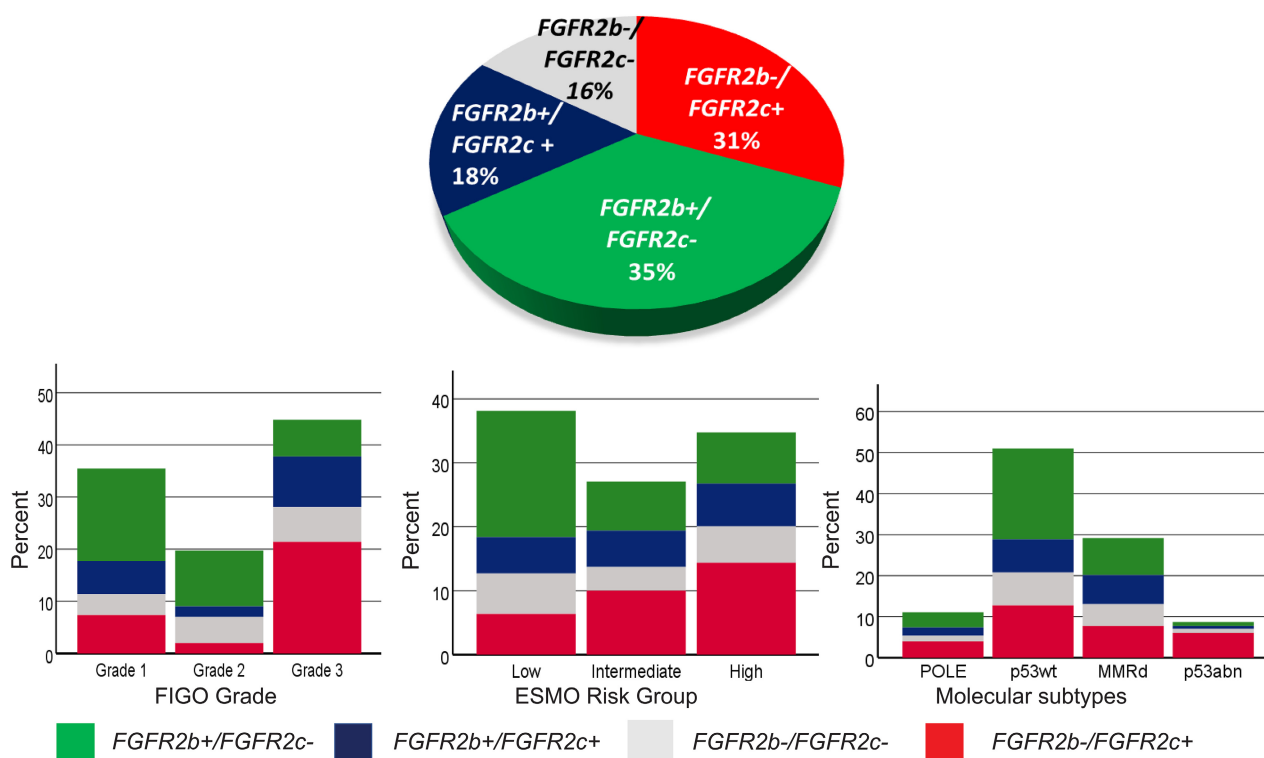 FGFR2b-/
FGFR2c-
16%
FGFR2b-/
FGFR2c+
31%
FGFR2b+/
FGFR2c +
18%
FGFR2b+/
FGFR2c-
35%
Percent
50
40
30
20
10
0
Grade 1 Grade 2 Grade 3
FIGO Grade
Percent
40
30
20
10
0
Low Intermediate High
ESMO Risk Group
Percent
60
50
40
30
20
10
0
POLE p53wt MMRd p53abn
Molecular subtypes
FGFR2b+/FGFR2c- FGFR2b+/FGFR2c+ FGFR2b-/FGFR2c- FGFR2b-/FGFR2c+